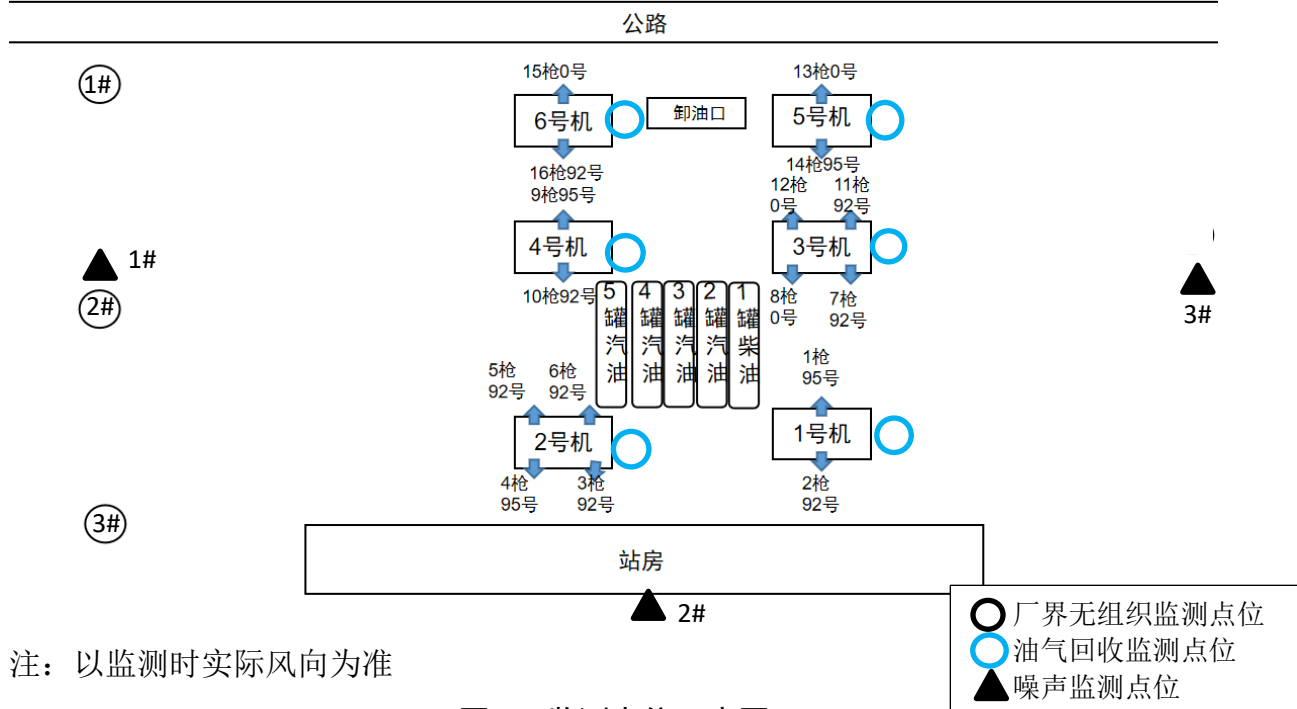 公路
1#
15枪0号
13枪0号
6号机
卸油口
5号机
16枪92号
14枪95号
9枪95号
12枪
0号
11枪
92号
4号机
3号机
1#
2#
3#
10枪92号
8枪
0号
7枪
92号
5罐汽油
4罐汽油
3罐汽油
2罐汽油
1罐柴油
5枪
92号
6枪
92号
1枪
95号
2号机
1号机
4枪
95号
3枪
92号
2枪
92号
3#
站房
2#
厂界无组织监测点位
油气回收监测点位
噪声监测点位
注：以监测时实际风向为准